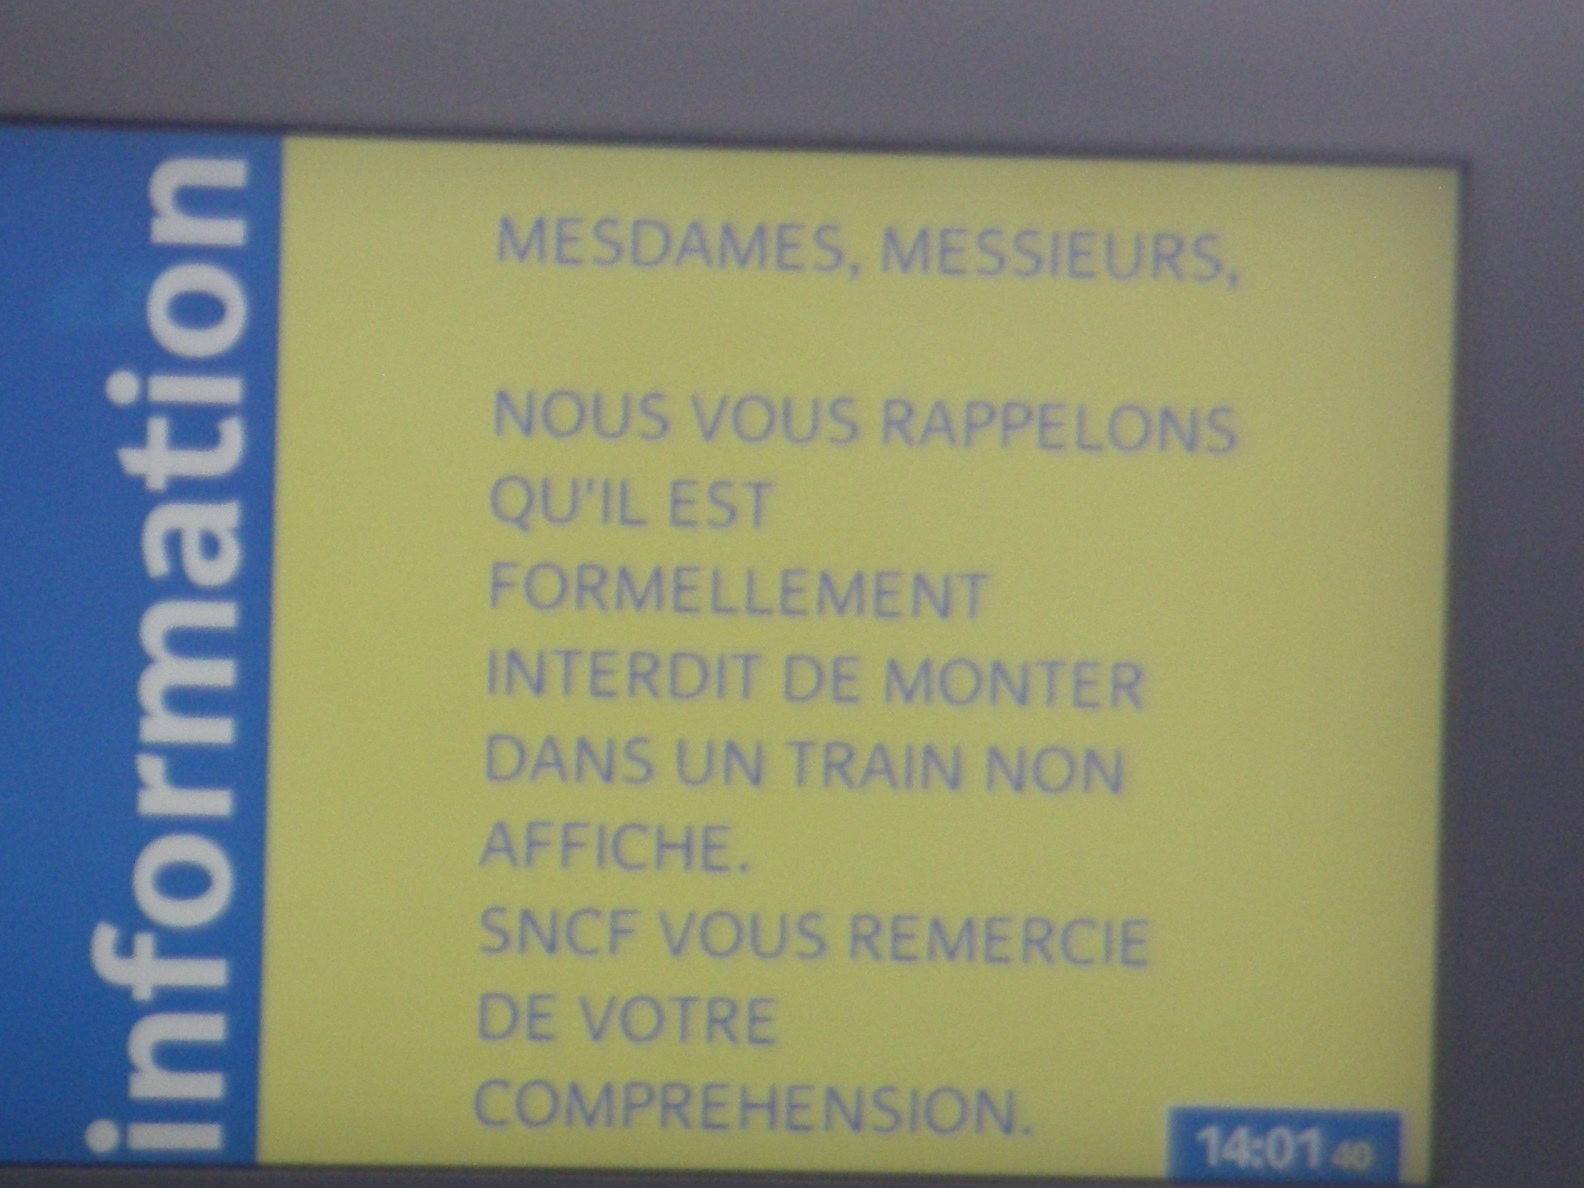 information
MESDAMES, MESSIEURS,
NOUS VOUS RAPPELONS
QU'IL EST
FORMELLEMENT
INTERDIT DE MONTER
DANS UN TRAIN NON
AFFICHE.
SNCF VOUS REMERCIE
DE VOTRE
COMPREHENSION.
14:01 40